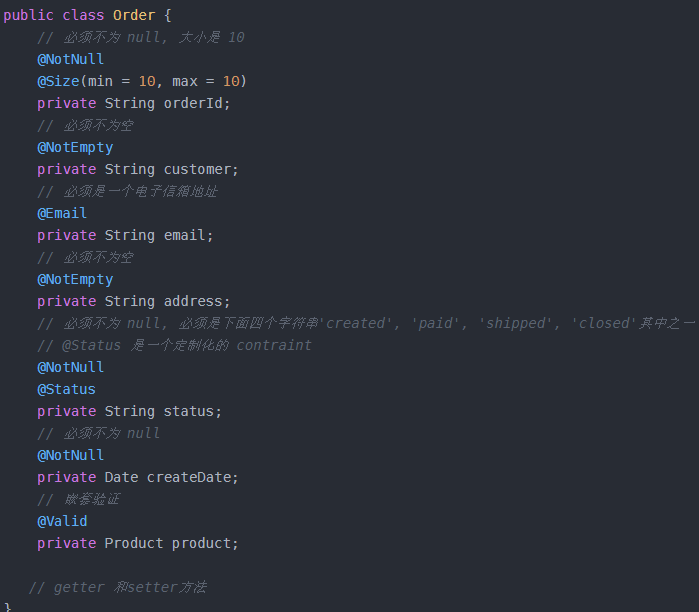 public class Order {
// 必须不为 null, 大小是 10
@NotNull
@Size(min = 10, max = 10)
private String orderId;
// 必须不为空
@NotEmpty
private String customer;
// 必须是一个电子信箱地址
@Email
private String email;
// 必须不为空
@NotEmpty
private String address;
// 必须不为 null, 必须是下面四个字符串'created', 'paid', 'shipped', 'closed'其中之一
// @Status 是一个定制化的 contraint
@NotNull
@Status
private String status;
// 必须不为 null
@NotNull
private Date createDate;
// 嵌套验证
@Valid
private Product product;
// getter 和setter方法
}